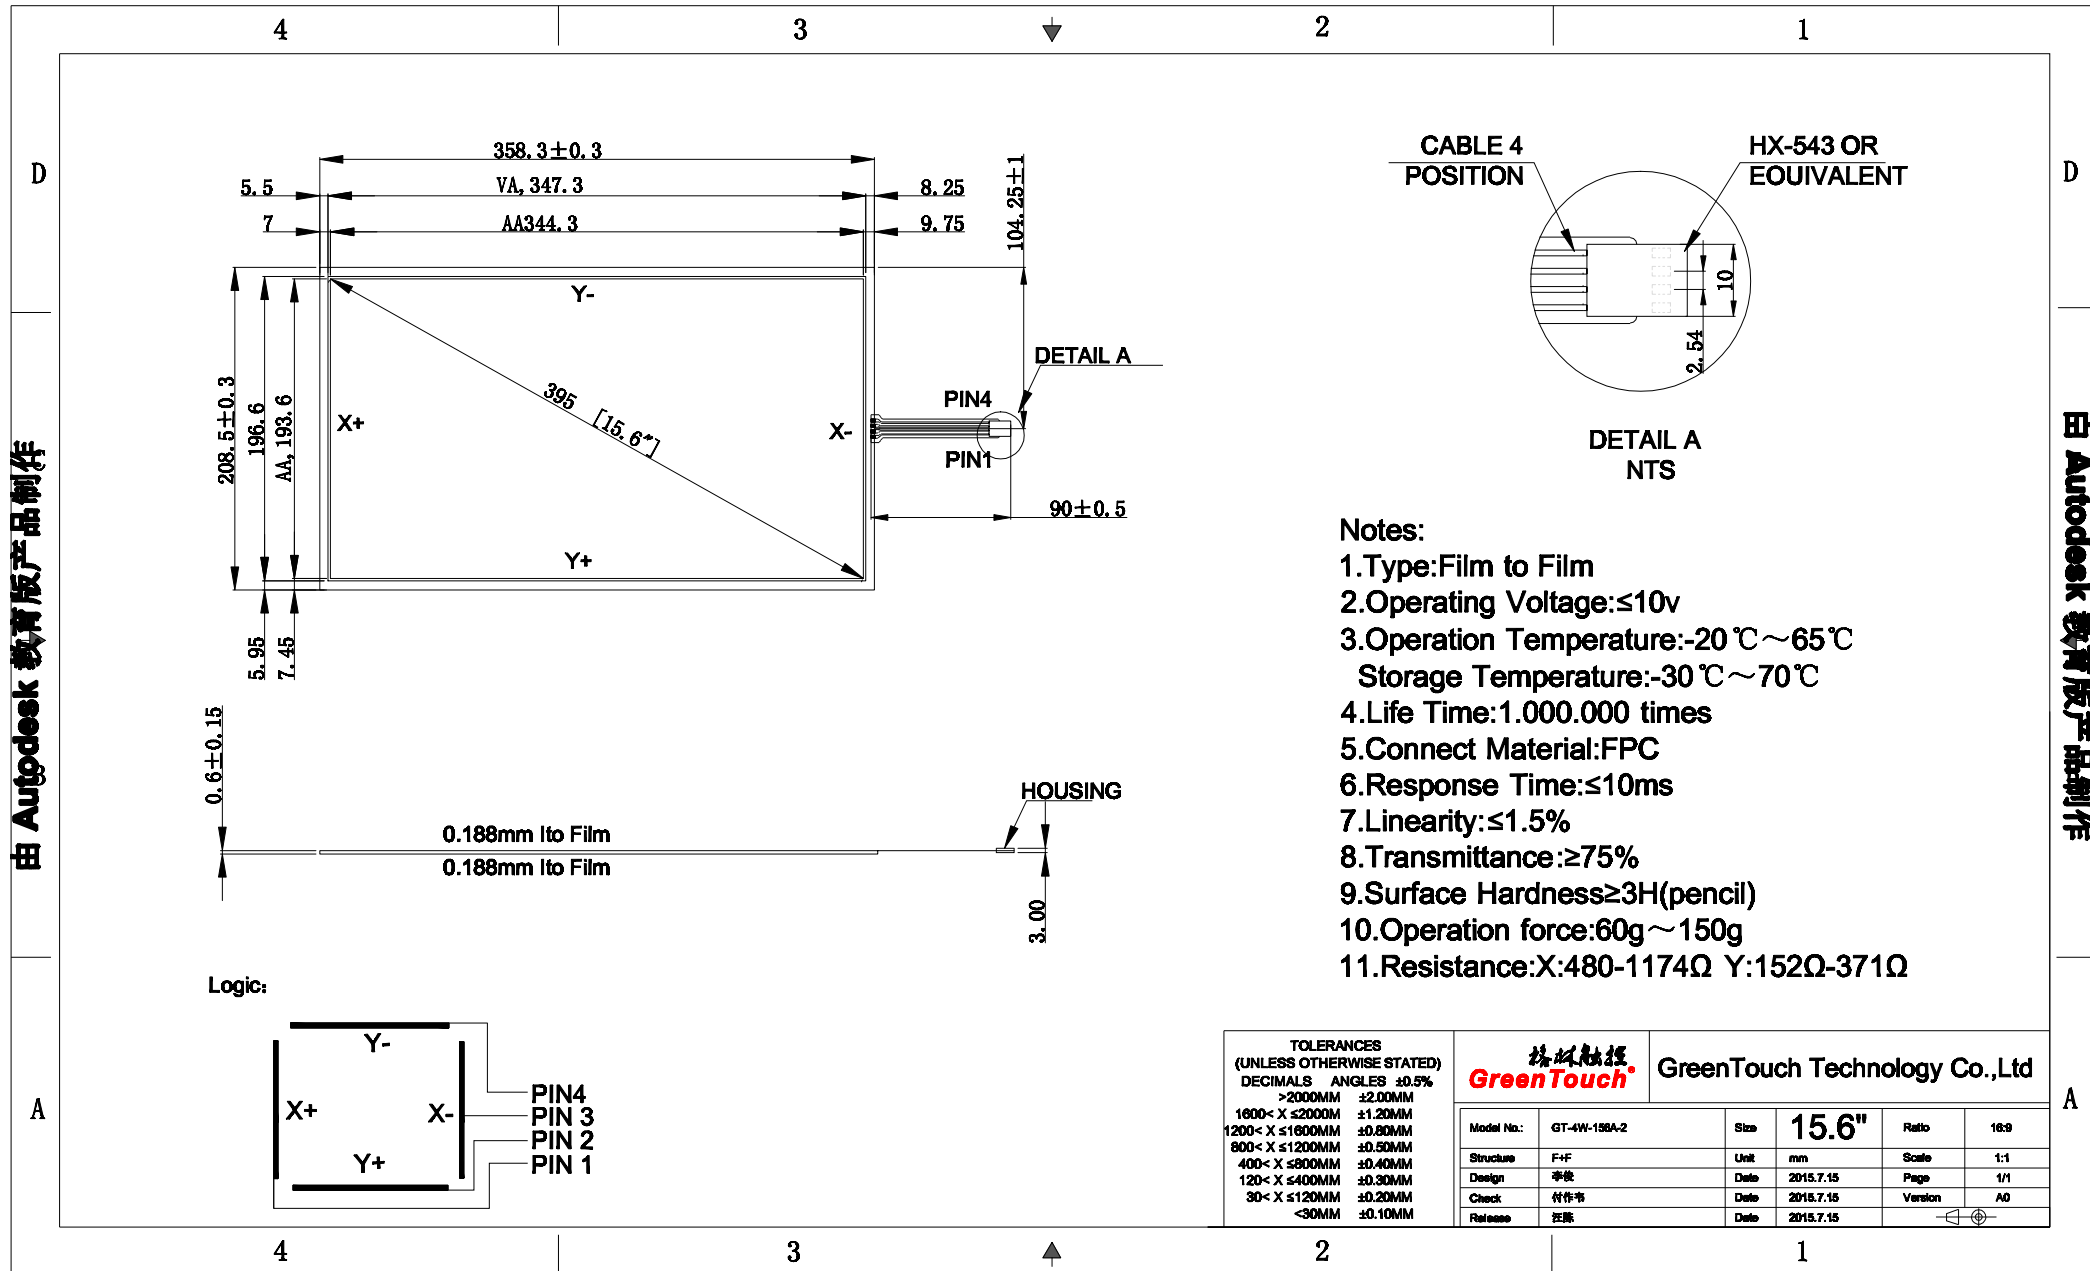 4 3 2 1
D D
358.3±0.3
5.5 VA,347.3 8.25
7 AA344.3 9.75
104.25±1
Y-
X+
X-
Y+
395 [15.6"]
208.5±0.3
196.6
AA,193.6
5.95
7.45
PIN4
PIN1
DETAIL A
90±0.5
CABLE 4
POSITION
HX-543 OR
EOUIVALENT
10
2.54
DETAIL A
NTS
由 Autodesk 教育版产品制作
由 Autodesk 教育版产品制作
Notes:
1.Type:Film to Film
2.Operating Voltage:≤10v
3.Operation Temperature:-20℃～65℃
Storage Temperature:-30℃～70℃
4.Life Time:1.000.000 times
5.Connect Material:FPC
6.Response Time:≤10ms
7.Linearity:≤1.5%
8.Transmittance:≥75%
9.Surface Hardness≥3H(pencil)
10.Operation force:60g～150g
11.Resistance:X:480-1174Ω Y:152Ω-371Ω
0.6±0.15
0.188mm Ito Film
0.188mm Ito Film
HOUSING
3.00
Logic:
Y-
X+
X-
Y+
PIN4
PIN 3
PIN 2
PIN 1
A A
TOLERANCES
(UNLESS OTHERWISE STATED)
DECIMALS ANGLES ±0.5%
>2000MM ±2.00MM
1600< X ≤2000M ±1.20MM
1200< X ≤1600MM ±0.80MM
800< X ≤1200MM ±0.50MM
400< X ≤800MM ±0.40MM
120< X ≤400MM ±0.30MM
30< X ≤120MM ±0.20MM
<30MM ±0.10MM
GreenTouch
GreenTouch Technology Co.,Ltd
Model No.: GT-4W-156A-2 Size 15.6" Ratio 16:9
Structure F+F Unit mm Scale 1:1
Design 李俊 Date 2015.7.15 Page 1/1
Check 付作书 Date 2015.7.15 Version A0
Release 汪陈 Date 2015.7.15
4 3 2 1